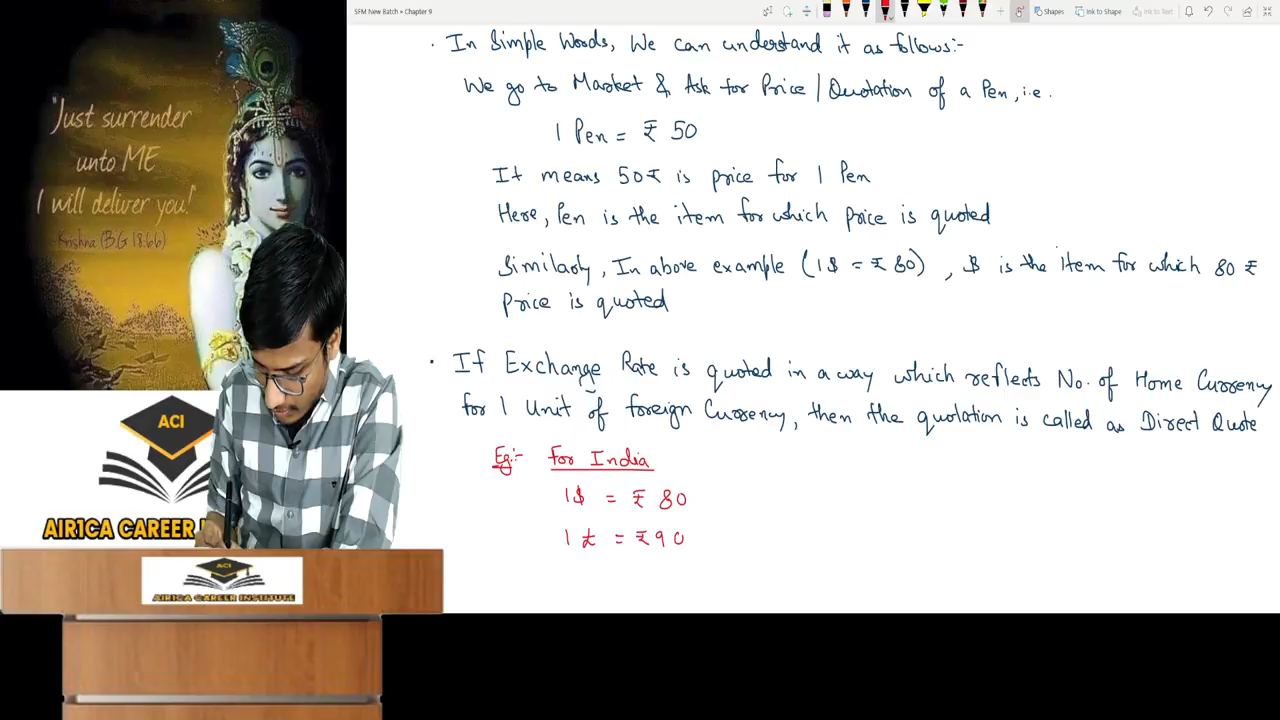 SFM New Batch » Chapter 9
Shapes
Ink to Shape
Ink to Text
"Just surrender
unto ME
I will deliver you!"
Krishna (B.G 18:66)
ACI
AIR1CA CAREER I
AIR1CA CAREER INSTITUTE
• In Simple Words, We can understand it as follows:-
We go to Market & Ask for Price | Quotation of a Pen, i.e.
1 Pen = ₹ 50
It means 50₹ is price for 1 Pen
Here, Pen is the item for which price is quoted
Similarly, In above example (1$ = ₹ 80), $ is the item for which 80 ₹
Price is quoted
• If Exchange Rate is quoted in a way which reflects No. of Home Currency
for 1 Unit of foreign Currency, then the quotation is called as Direct Quote
Eg:- For India
1$ = ₹ 80
1 £ = ₹90